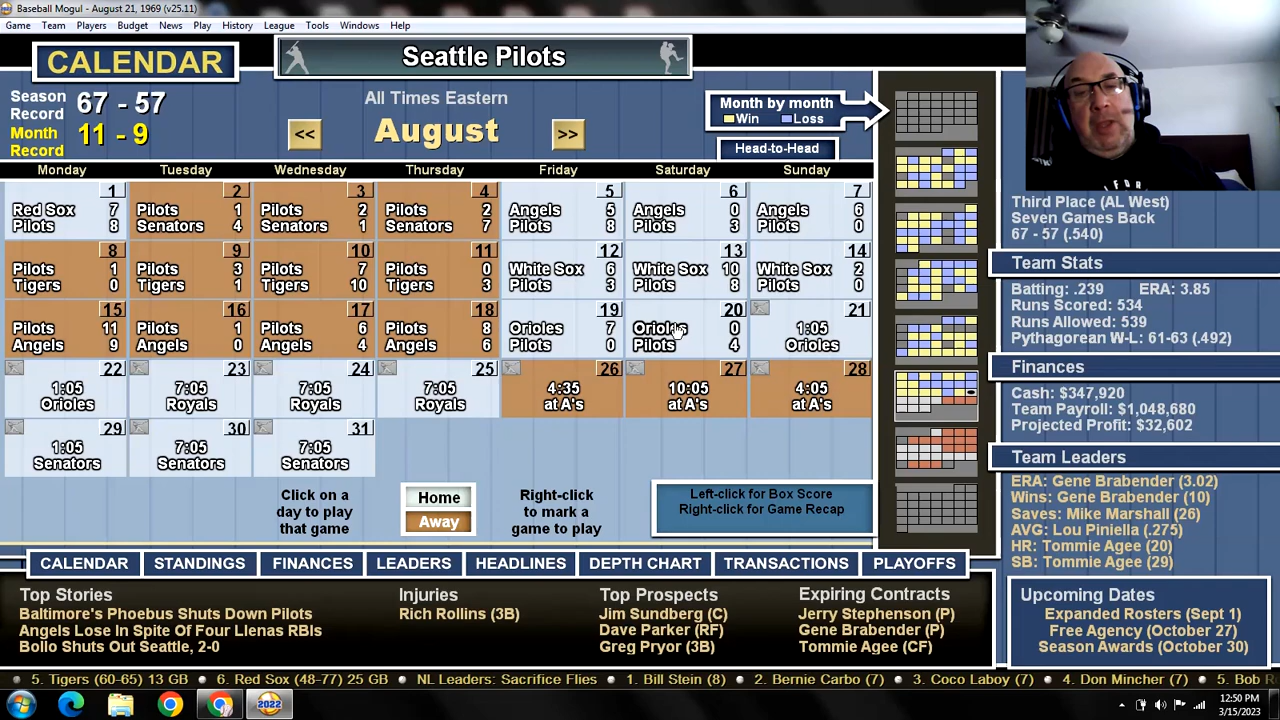 Baseball Mogul - August 21, 1969 (v25.11)
Game Team Players Budget News Play History League Tools Windows Help
CALENDAR
Seattle Pilots
Season Record 67 - 57
Month Record 11 - 9
All Times Eastern
<< August >>
Month by month
Win Loss
Head-to-Head
Monday Tuesday Wednesday Thursday Friday Saturday Sunday
1 2 3 4 5 6 7
Red Sox 7 Pilots 1 Pilots 2 Pilots 2 Angels 5 Angels 0 Angels 6
Pilots 8 Senators 4 Senators 1 Senators 7 Pilots 8 Pilots 3 Pilots 0
8 9 10 11 12 13 14
Pilots 1 Pilots 3 Pilots 7 Pilots 0 White Sox 6 White Sox 10 White Sox 2
Tigers 0 Tigers 1 Tigers 10 Tigers 3 Pilots 3 Pilots 8 Pilots 0
15 16 17 18 19 20 21
Pilots 11 Pilots 1 Pilots 6 Pilots 8 Orioles 7 Orioles 0 1:05
Angels 9 Angels 0 Angels 4 Angels 6 Pilots 0 Pilots 4 Orioles
22 23 24 25 26 27 28
1:05 7:05 7:05 7:05 4:35 10:05 4:05
Orioles Royals Royals Royals at A's at A's at A's
29 30 31
1:05 7:05 7:05
Senators Senators Senators
Click on a
day to play
that game
Home
Away
Right-click
to mark a
game to play
Left-click for Box Score
Right-click for Game Recap
Third Place (AL West)
Seven Games Back
67 - 57 (.540)
Team Stats
Batting: .239 ERA: 3.85
Runs Scored: 534
Runs Allowed: 539
Pythagorean W-L: 61-63 (.492)
Finances
Cash: $347,920
Team Payroll: $1,048,680
Projected Profit: $32,602
Team Leaders
ERA: Gene Brabender (3.02)
Wins: Gene Brabender (10)
Saves: Mike Marshall (26)
AVG: Lou Piniella (.275)
HR: Tommie Agee (20)
SB: Tommie Agee (29)
CALENDAR STANDINGS FINANCES LEADERS HEADLINES DEPTH CHART TRANSACTIONS PLAYOFFS
Top Stories
Baltimore's Phoebus Shuts Down Pilots
Angels Lose In Spite Of Four Llenas RBIs
Bollo Shuts Out Seattle, 2-0
Injuries
Rich Rollins (3B)
Top Prospects
Jim Sundberg (C)
Dave Parker (RF)
Greg Pryor (3B)
Expiring Contracts
Jerry Stephenson (P)
Gene Brabender (P)
Tommie Agee (CF)
Upcoming Dates
Expanded Rosters (Sept 1)
Free Agency (October 27)
Season Awards (October 30)
5. Tigers (60-65) 13 GB • 6. Red Sox (48-77) 25 GB • NL Leaders: Sacrifice Flies • 1. Bill Stein (8) • 2. Bernie Carbo (7) • 3. Coco Laboy (7) • 4. Don Mincher (7) • 5. Bob
2022
12:50 PM
3/15/2023